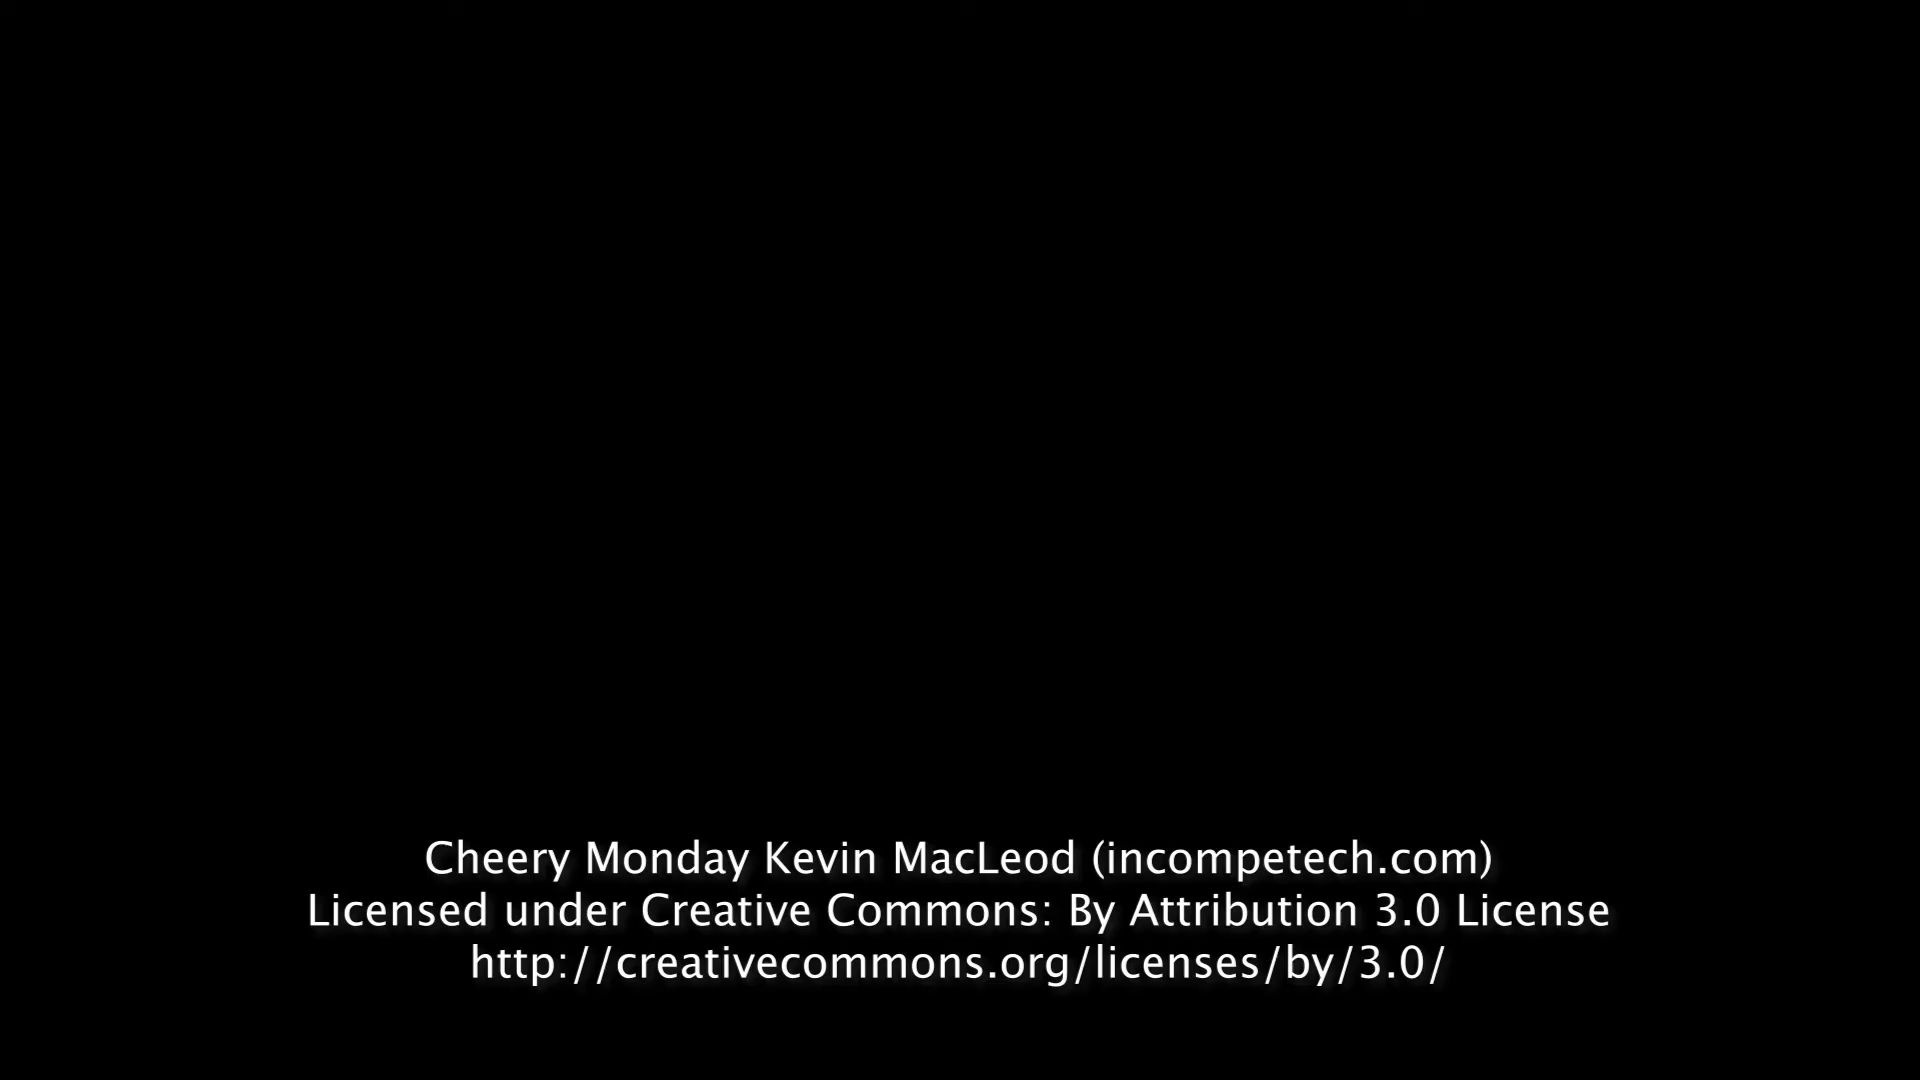 Cheery Monday Kevin MacLeod (incompetech.com)
Licensed under Creative Commons: By Attribution 3.0 License
http://creativecommons.org/licenses/by/3.0/